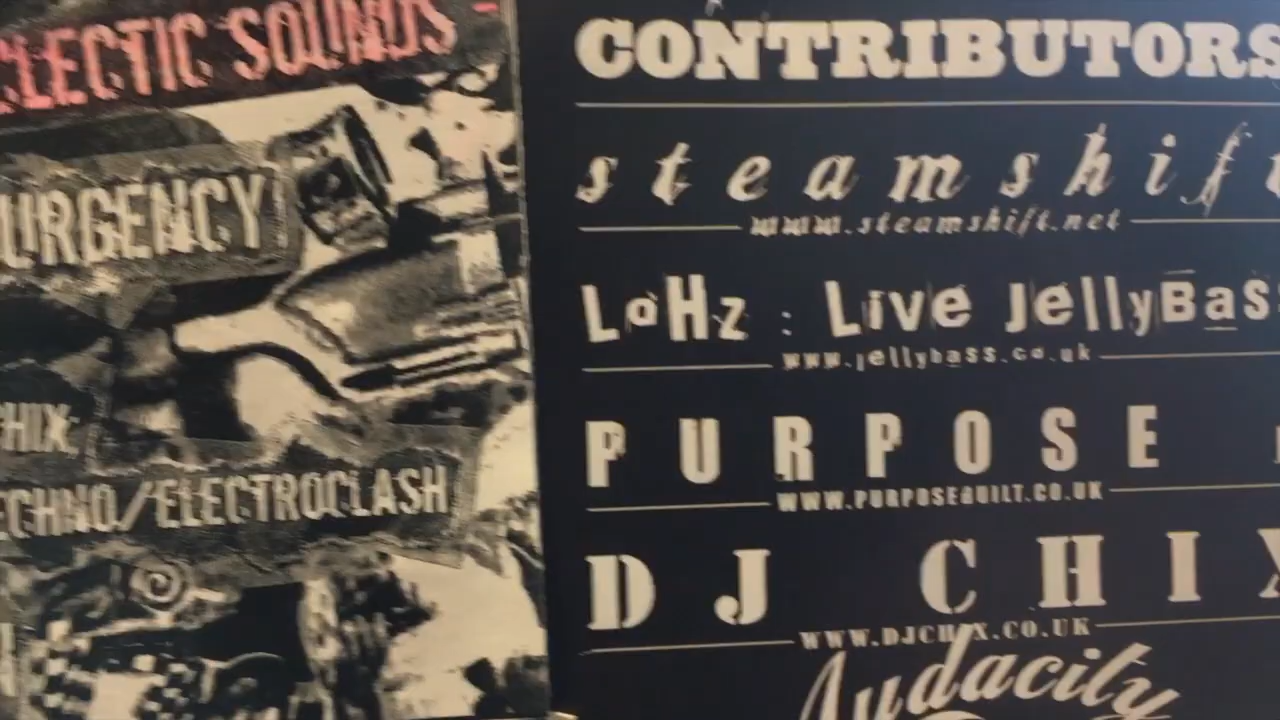 CLECTIC SOUNDS -
URGENCY
CHIX
ECHNO/ELECTROCLASH
CONTRIBUTORS
steamshift
www.steamshift.net
LoHz : Live JellyBass
www.jellybass.co.uk
PURPOSE
WWW.PURPOSEBUILT.CO.UK
DJ CHIX
WWW.DJCHIX.CO.UK
Audacity